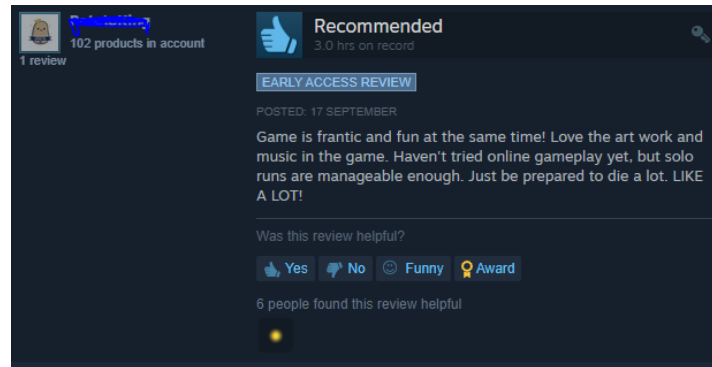 102 products in account
1 review
Recommended
3.0 hrs on record
EARLY ACCESS REVIEW
POSTED: 17 SEPTEMBER
Game is frantic and fun at the same time! Love the art work and
music in the game. Haven't tried online gameplay yet, but solo
runs are manageable enough. Just be prepared to die a lot. LIKE
A LOT!
Was this review helpful?
Yes No Funny Award
6 people found this review helpful